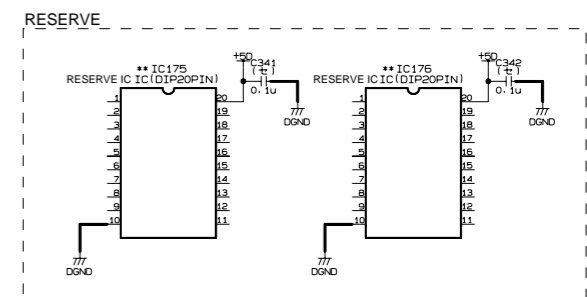 RESERVE
** IC175
RESERVE IC IC(DIP20PIN)
+5D
C341
(セ)
0.1u
DGND
1 20
2 19
3 18
4 17
5 16
6 15
7 14
8 13
9 12
10 11
DGND
** IC176
RESERVE IC IC(DIP20PIN)
+5D
C342
(セ)
0.1u
DGND
1 20
2 19
3 18
4 17
5 16
6 15
7 14
8 13
9 12
10 11
DGND